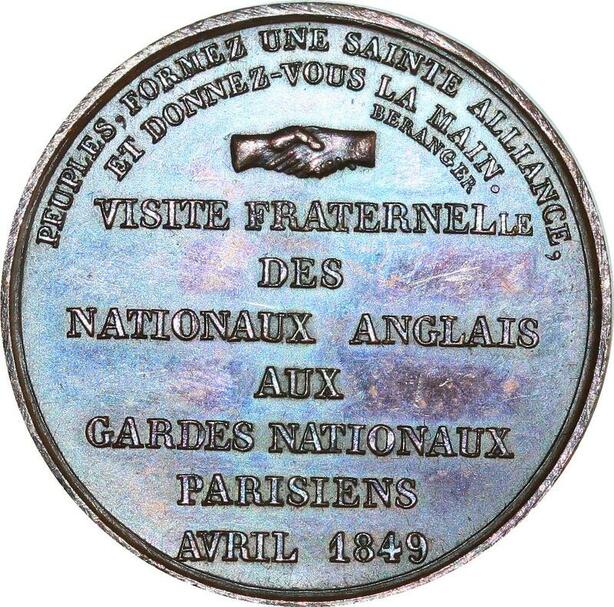 PEUPLES, FORMEZ UNE SAINTE ALLIANCE,
ET DONNEZ-VOUS LA MAIN.
BERANGER
VISITE FRATERNELLE
DES
NATIONAUX ANGLAIS
AUX
GARDES NATIONAUX
PARISIENS
AVRIL 1849